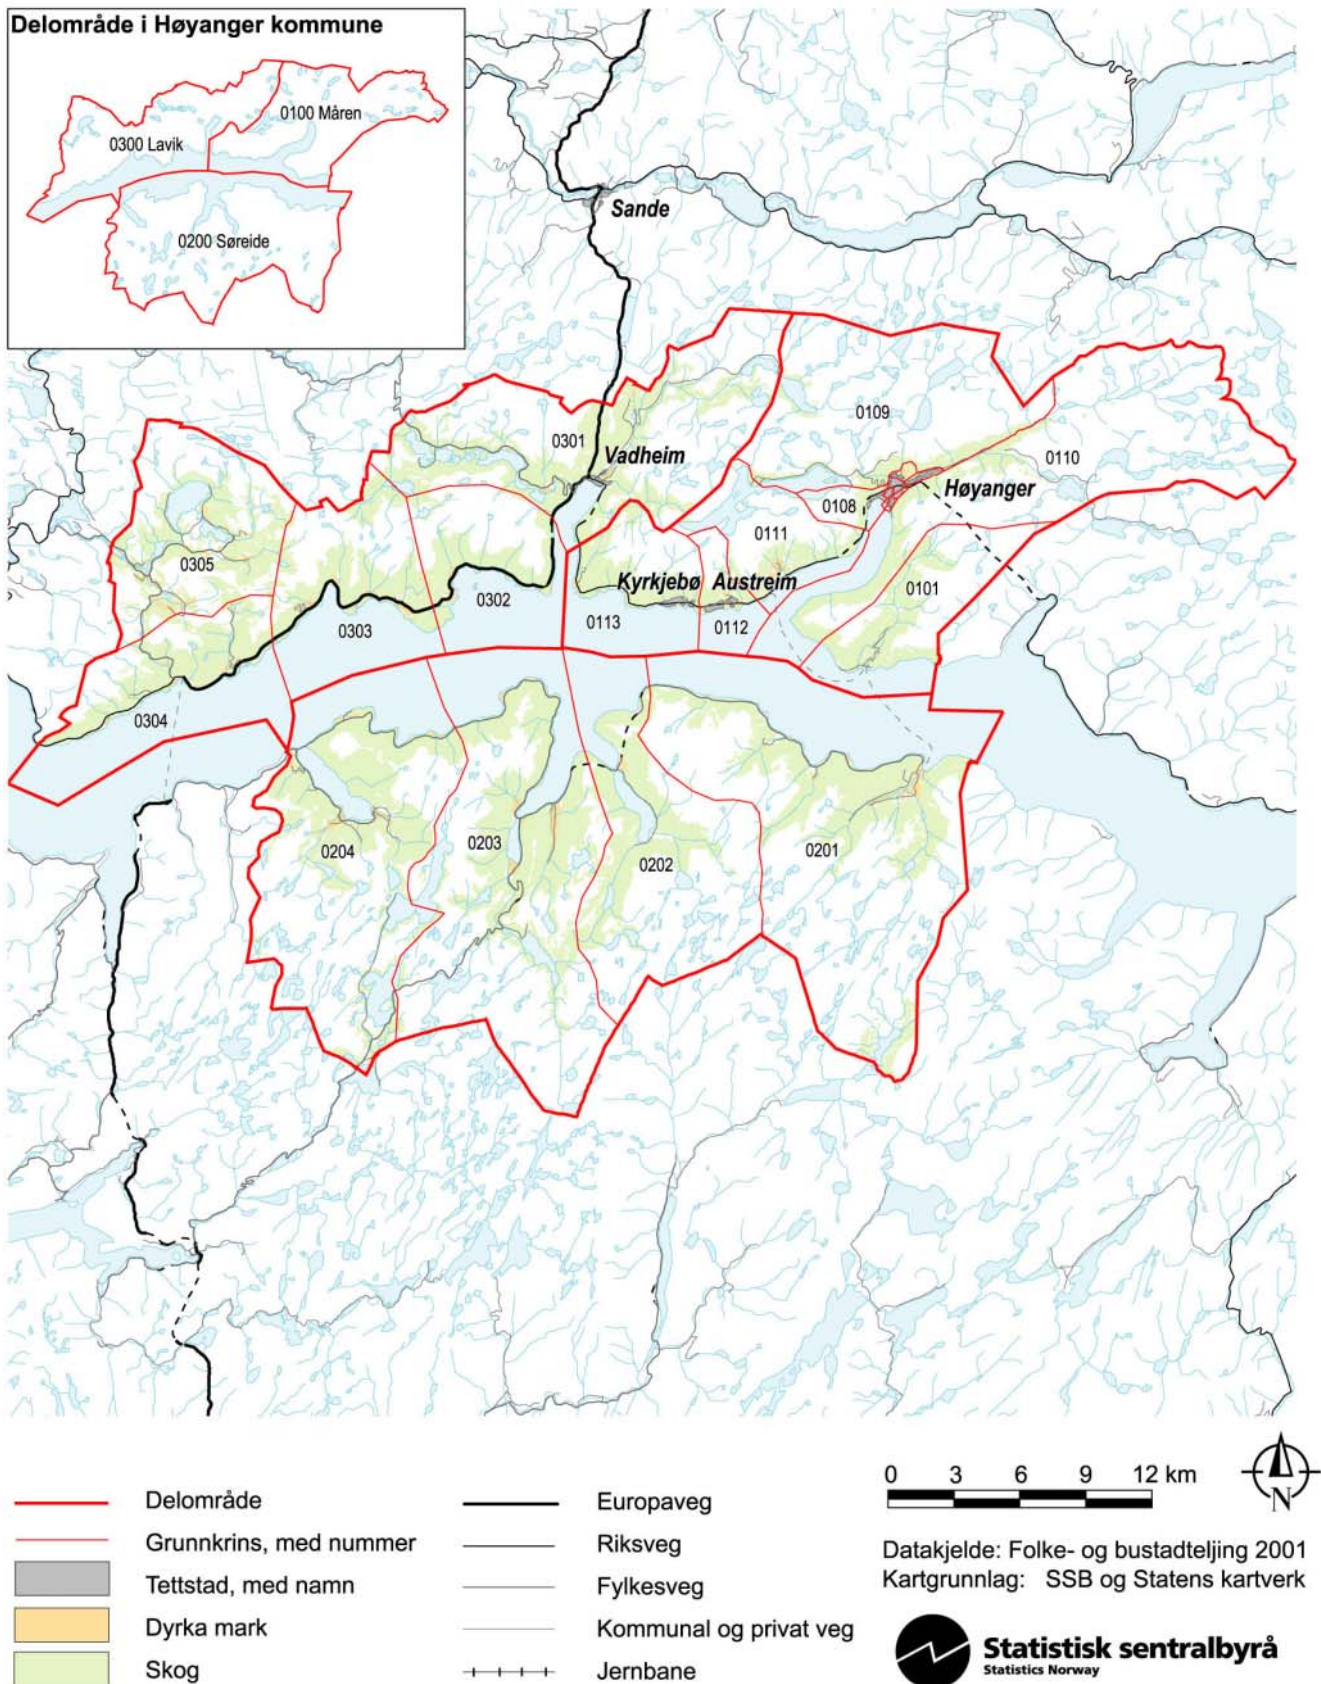 Delområde i Høyanger kommune
0100 Måren
0300 Lavik
0200 Søreide
Sande
0109
0301
Vadheim
0110
Høyanger
0108
0111
0305
Kyrkjebø Austreim
0101
0302
0303
0113
0112
0304
0204
0203
0202
0201
0 3 6 9 12 km
N
Delområde
Grunnkrins, med nummer
Tettstad, med namn
Dyrka mark
Skog
Europaveg
Riksveg
Fylkesveg
Kommunal og privat veg
Jernbane
Datakjelde: Folke- og bustadteljing 2001
Kartgrunnlag: SSB og Statens kartverk
Statistisk sentralbyrå
Statistics Norway